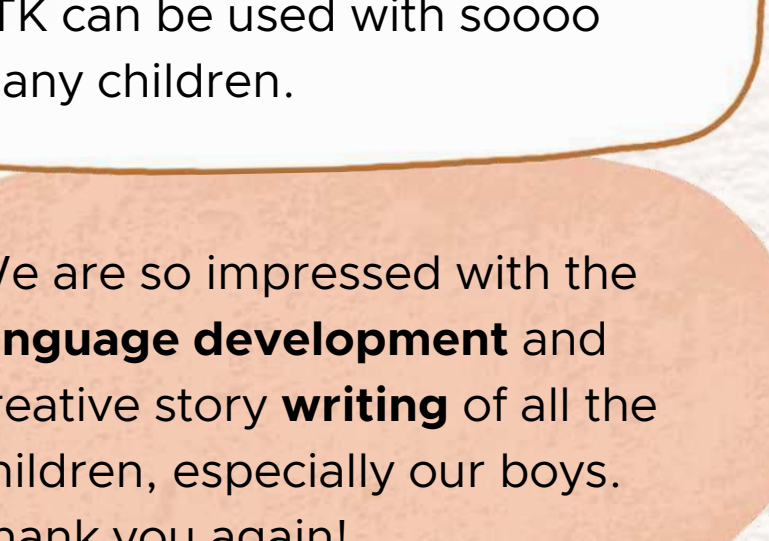 TK can be used with soooo
any children.
e are so impressed with the
nguage development and
reative story writing of all the
hildren, especially our boys.
hank you again!